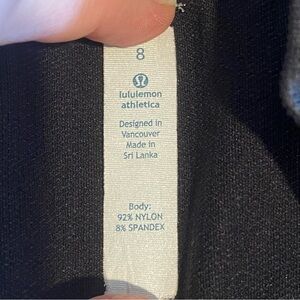 8
lululemon
athletica
Designed in
Vancouver
Made in
Sri Lanka
Body:
92% NYLON
8% SPANDEX